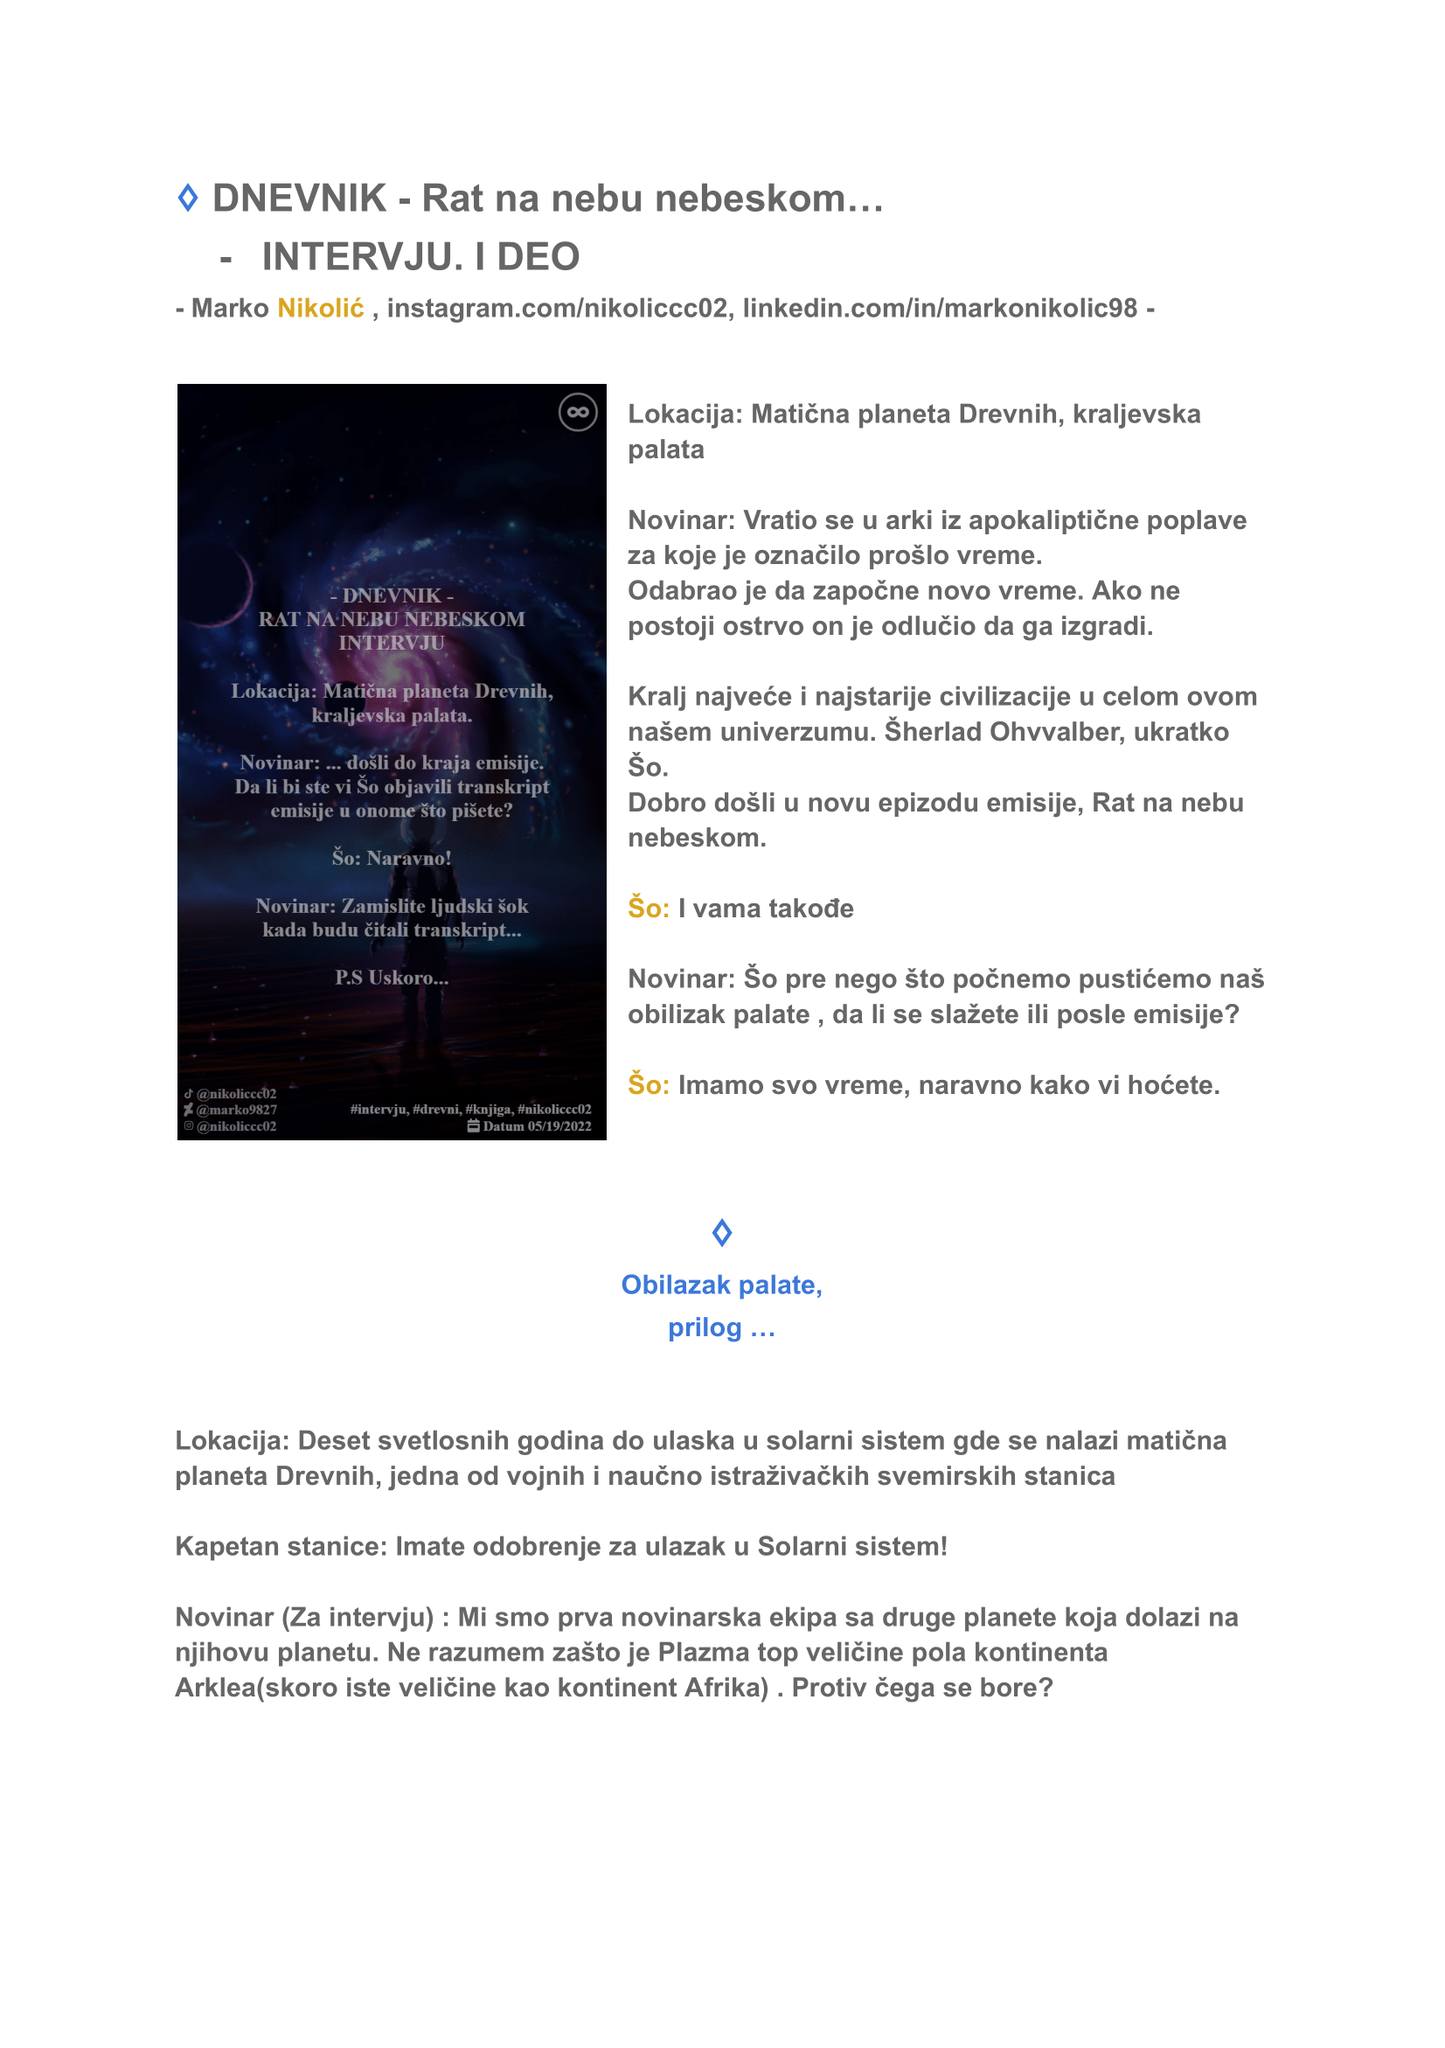 ◊ DNEVNIK - Rat na nebu nebeskom…
- INTERVJU. I DEO
- Marko Nikolić , instagram.com/nikoliccc02, linkedin.com/in/markonikolic98 -
- DNEVNIK -
RAT NA NEBU NEBESKOM
INTERVJU
Lokacija: Matična planeta Drevnih,
kraljevska palata.
Novinar: ... došli do kraja emisije.
Da li bi ste vi Šo objavili transkript
emisije u onome što pišete?
Šo: Naravno!
Novinar: Zamislite ljudski šok
kada budu čitali transkript...
P.S Uskoro...
@nikoliccc02
@marko9827
@nikoliccc02
#intervju, #drevni, #knjiga, #nikoliccc02
Datum 05/19/2022
Lokacija: Matična planeta Drevnih, kraljevska
palata
Novinar: Vratio se u arki iz apokaliptične poplave
za koje je označilo prošlo vreme.
Odabrao je da započne novo vreme. Ako ne
postoji ostrvo on je odlučio da ga izgradi.
Kralj najveće i najstarije civilizacije u celom ovom
našem univerzumu. Šherlad Ohvvalber, ukratko
Šo.
Dobro došli u novu epizodu emisije, Rat na nebu
nebeskom.
Šo: I vama takođe
Novinar: Šo pre nego što počnemo pustićemo naš
obilizak palate , da li se slažete ili posle emisije?
Šo: Imamo svo vreme, naravno kako vi hoćete.
◊
Obilazak palate,
prilog …
Lokacija: Deset svetlosnih godina do ulaska u solarni sistem gde se nalazi matična
planeta Drevnih, jedna od vojnih i naučno istraživačkih svemirskih stanica
Kapetan stanice: Imate odobrenje za ulazak u Solarni sistem!
Novinar (Za intervju) : Mi smo prva novinarska ekipa sa druge planete koja dolazi na
njihovu planetu. Ne razumem zašto je Plazma top veličine pola kontinenta
Arklea(skoro iste veličine kao kontinent Afrika) . Protiv čega se bore?